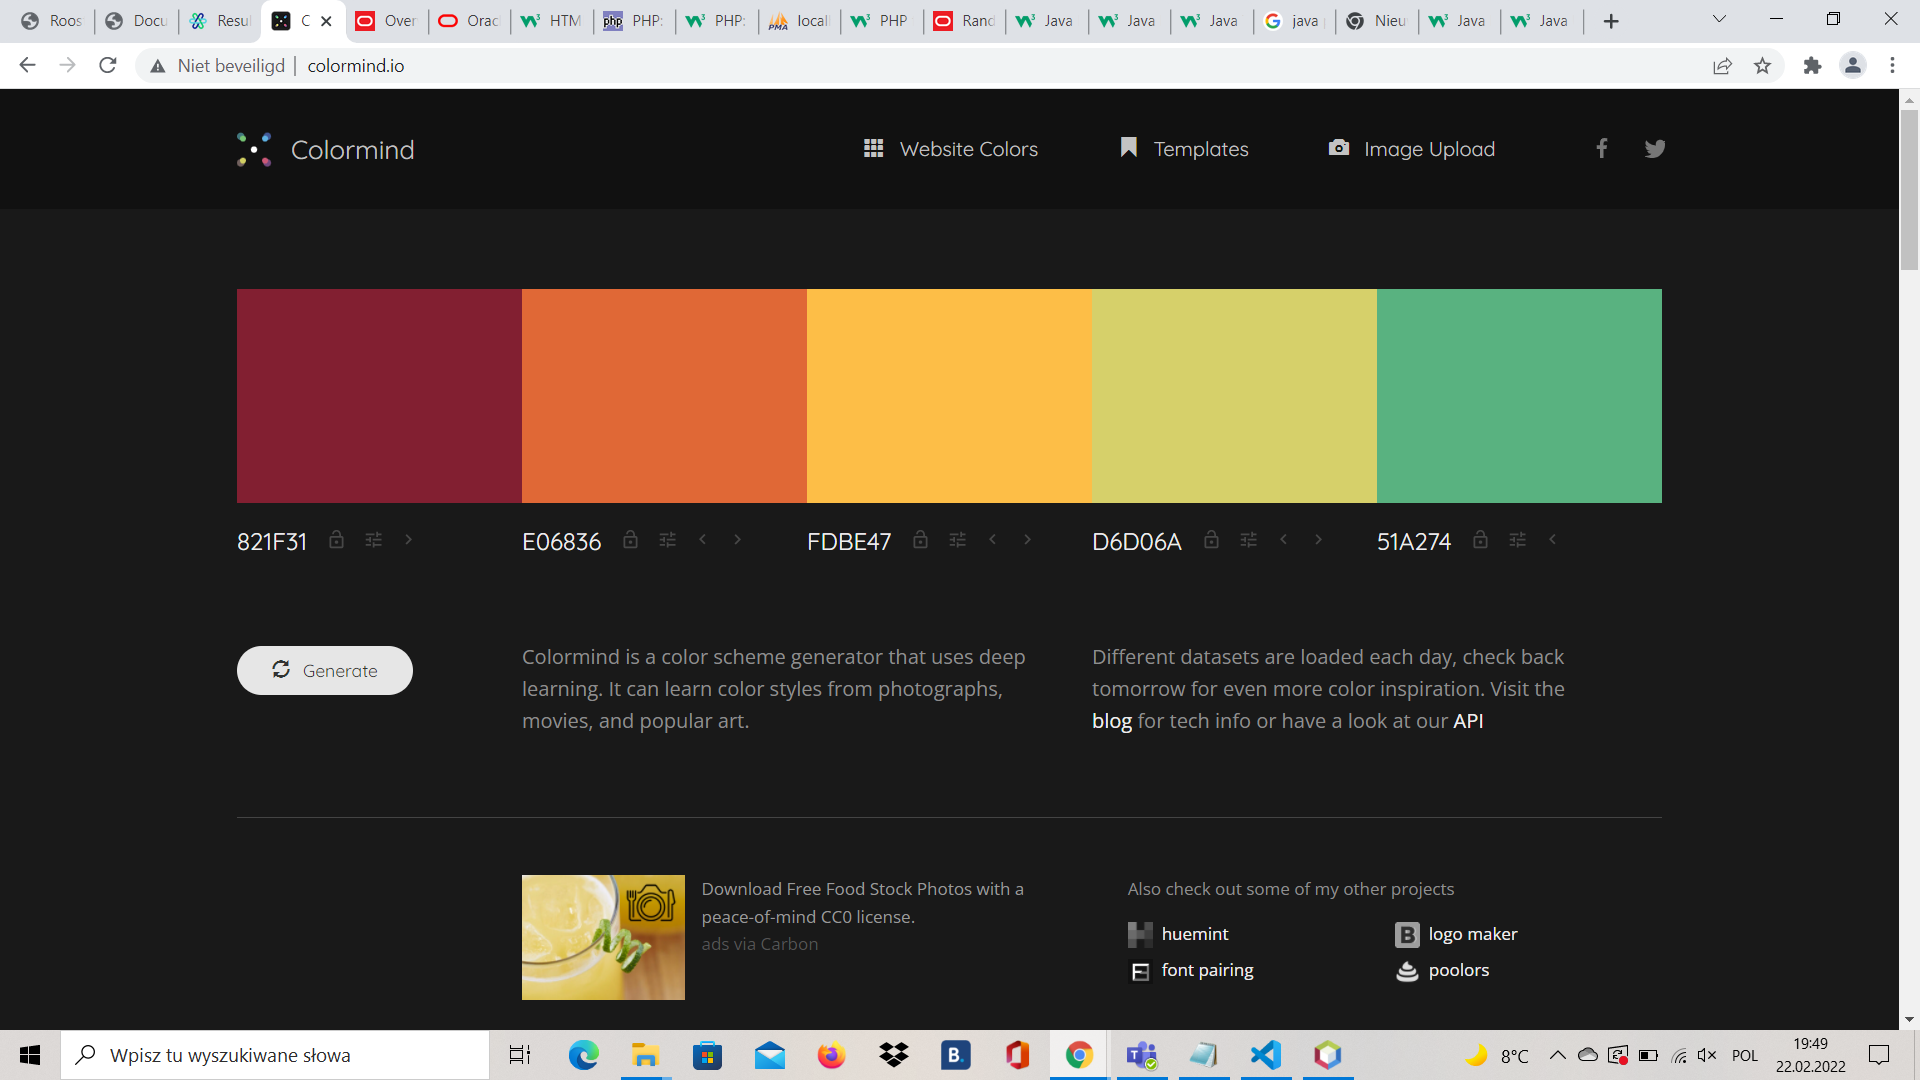 Roos
Docu
Resul
C
Over
Orac
HTM
PHP:
PHP:
locall
PHP
Rand
Java
Java
Java
java
Nieu
Java
Java
Niet beveiligd
colormind.io
Colormind
Website Colors
Templates
Image Upload
821F31
E06836
FDBE47
D6D06A
51A274
Generate
Colormind is a color scheme generator that uses deep
learning. It can learn color styles from photographs,
movies, and popular art.
Different datasets are loaded each day, check back
tomorrow for even more color inspiration. Visit the
blog for tech info or have a look at our API
Download Free Food Stock Photos with a
peace-of-mind CC0 license.
ads via Carbon
Also check out some of my other projects
huemint
logo maker
font pairing
poolors
Wpisz tu wyszukiwane słowa
8°C
POL
19:49
22.02.2022